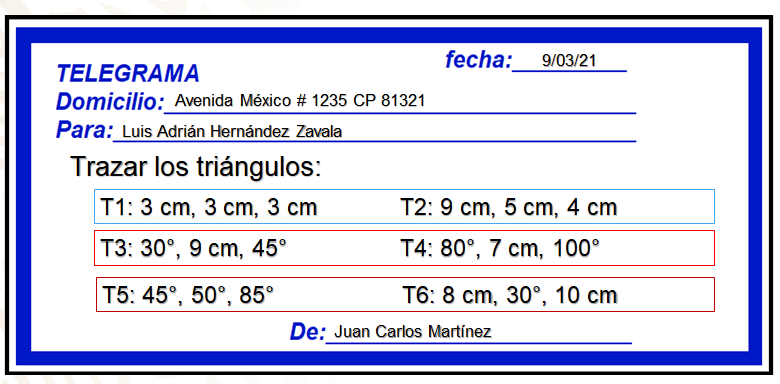 fecha: 9/03/21
TELEGRAMA
Domicilio: Avenida México # 1235 CP 81321
Para: Luis Adrián Hernández Zavala
Trazar los triángulos:
T1: 3 cm, 3 cm, 3 cm T2: 9 cm, 5 cm, 4 cm
T3: 30°, 9 cm, 45° T4: 80°, 7 cm, 100°
T5: 45°, 50°, 85° T6: 8 cm, 30°, 10 cm
De: Juan Carlos Martínez